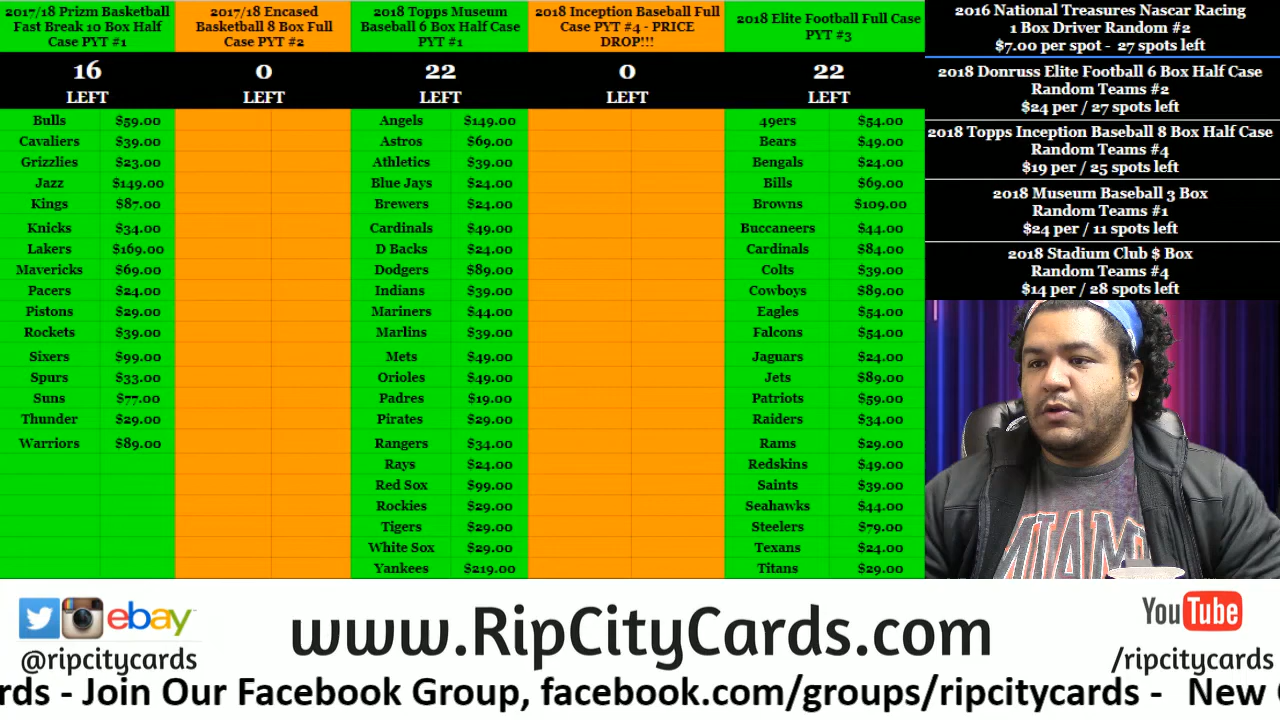 2017/18 Prizm Basketball
Fast Break 10 Box Half
Case PYT #1
16
LEFT
Bulls $59.00
Cavaliers $39.00
Grizzlies $23.00
Jazz $149.00
Kings $87.00
Knicks $34.00
Lakers $169.00
Mavericks $69.00
Pacers $24.00
Pistons $29.00
Rockets $39.00
Sixers $99.00
Spurs $33.00
Suns $77.00
Thunder $29.00
Warriors $89.00
2017/18 Encased
Basketball 8 Box Full
Case PYT #2
0
LEFT
2018 Topps Museum
Baseball 6 Box Half Case
PYT #1
22
LEFT
Angels $149.00
Astros $69.00
Athletics $39.00
Blue Jays $24.00
Brewers $24.00
Cardinals $49.00
D Backs $24.00
Dodgers $89.00
Indians $39.00
Mariners $44.00
Marlins $39.00
Mets $49.00
Orioles $49.00
Padres $19.00
Pirates $29.00
Rangers $34.00
Rays $24.00
Red Sox $99.00
Rockies $29.00
Tigers $29.00
White Sox $29.00
Yankees $219.00
2018 Inception Baseball Full
Case PYT #4 - PRICE
DROP!!!
0
LEFT
2018 Elite Football Full Case
PYT #3
22
LEFT
49ers $54.00
Bears $49.00
Bengals $24.00
Bills $69.00
Browns $109.00
Buccaneers $44.00
Cardinals $84.00
Colts $39.00
Cowboys $89.00
Eagles $54.00
Falcons $54.00
Jaguars $24.00
Jets $89.00
Patriots $59.00
Raiders $34.00
Rams $29.00
Redskins $49.00
Saints $39.00
Seahawks $44.00
Steelers $79.00
Texans $24.00
Titans $29.00
2016 National Treasures Nascar Racing
1 Box Driver Random #2
$7.00 per spot - 27 spots left
2018 Donruss Elite Football 6 Box Half Case
Random Teams #2
$24 per / 27 spots left
2018 Topps Inception Baseball 8 Box Half Case
Random Teams #4
$19 per / 25 spots left
2018 Museum Baseball 3 Box
Random Teams #1
$24 per / 11 spots left
2018 Stadium Club $ Box
Random Teams #4
$14 per / 28 spots left
MIAMI
ebay
@ripcitycards
www.RipCityCards.com
YouTube
/ripcitycards
rds - Join Our Facebook Group, facebook.com/groups/ripcitycards - New